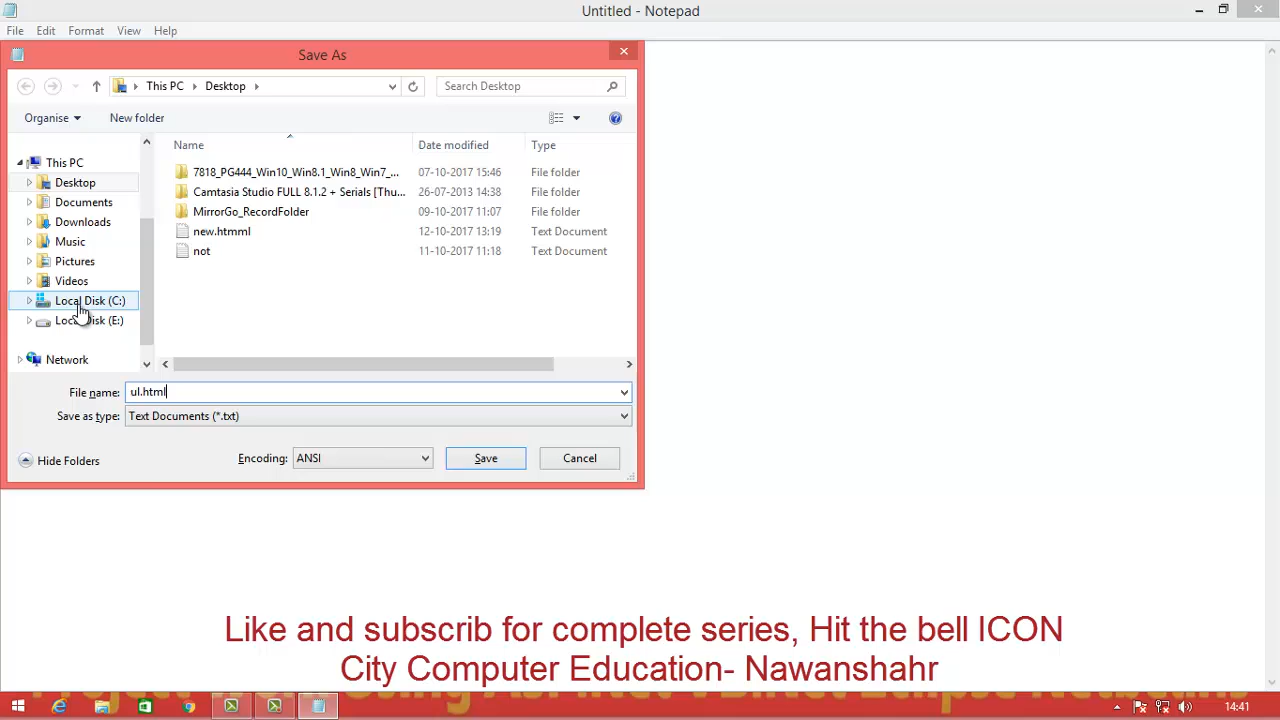 Untitled - Notepad
File Edit Format View Help
Save As
This PC Desktop Search Desktop
Organise New folder
Name Date modified Type
This PC
Desktop
Documents
Downloads
Music
Pictures
Videos
Local Disk (C:)
Local Disk (E:)
Network
7818_PG444_Win10_Win8.1_Win8_Win7_... 07-10-2017 15:46 File folder
Camtasia Studio FULL 8.1.2 + Serials [Thu... 26-07-2013 14:38 File folder
MirrorGo_RecordFolder 09-10-2017 11:07 File folder
new.htmml 12-10-2017 13:19 Text Document
not 11-10-2017 11:18 Text Document
File name: ul.html
Save as type: Text Documents (*.txt)
Hide Folders Encoding: ANSI Save Cancel
Like and subscrib for complete series, Hit the bell ICON
City Computer Education- Nawanshahr
14:41